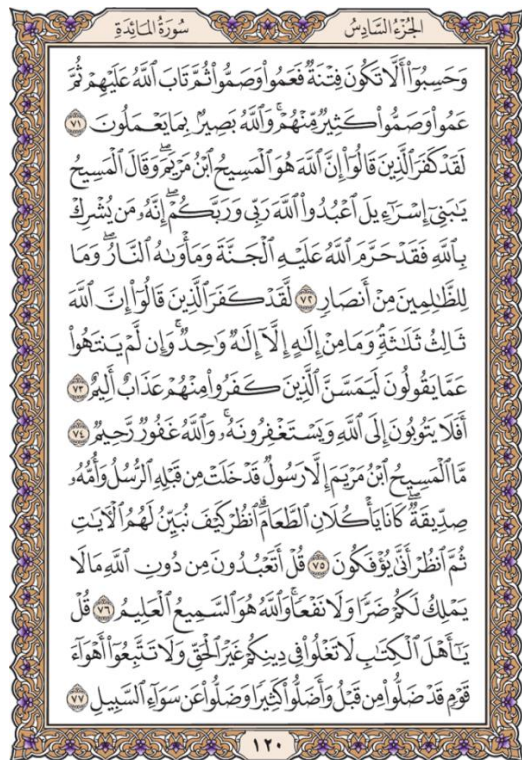 الجُزْءُ السَّادِسُ سُورَةُ المَائِدَةِ
وَحَسِبُوٓاْ أَلَّا تَكُونَ فِتۡنَةٞ فَعَمُواْ وَصَمُّواْ ثُمَّ تَابَ ٱللَّهُ عَلَيۡهِمۡ ثُمَّ
عَمُواْ وَصَمُّواْ كَثِيرٞ مِّنۡهُمۡۚ وَٱللَّهُ بَصِيرُۢ بِمَا يَعۡمَلُونَ ٧١
لَقَدۡ كَفَرَ ٱلَّذِينَ قَالُوٓاْ إِنَّ ٱللَّهَ هُوَ ٱلۡمَسِيحُ ٱبۡنُ مَرۡيَمَۖ وَقَالَ ٱلۡمَسِيحُ
يَٰبَنِيٓ إِسۡرَٰٓءِيلَ ٱعۡبُدُواْ ٱللَّهَ رَبِّي وَرَبَّكُمۡۖ إِنَّهُۥ مَن يُشۡرِكۡ
بِٱللَّهِ فَقَدۡ حَرَّمَ ٱللَّهُ عَلَيۡهِ ٱلۡجَنَّةَ وَمَأۡوَىٰهُ ٱلنَّارُۖ وَمَا
لِلظَّٰلِمِينَ مِنۡ أَنصَارٖ ٧٢ لَّقَدۡ كَفَرَ ٱلَّذِينَ قَالُوٓاْ إِنَّ ٱللَّهَ
ثَالِثُ ثَلَٰثَةٖۘ وَمَا مِنۡ إِلَٰهٍ إِلَّآ إِلَٰهٞ وَٰحِدٞۚ وَإِن لَّمۡ يَنتَهُواْ
عَمَّا يَقُولُونَ لَيَمَسَّنَّ ٱلَّذِينَ كَفَرُواْ مِنۡهُمۡ عَذَابٌ أَلِيمٌ ٧٣
أَفَلَا يَتُوبُونَ إِلَى ٱللَّهِ وَيَسۡتَغۡفِرُونَهُۥۚ وَٱللَّهُ غَفُورٞ رَّحِيمٞ ٧٤
مَّا ٱلۡمَسِيحُ ٱبۡنُ مَرۡيَمَ إِلَّا رَسُولٞ قَدۡ خَلَتۡ مِن قَبۡلِهِ ٱلرُّسُلُ وَأُمُّهُۥ
صِدِّيقَةٞۖ كَانَا يَأۡكُلَانِ ٱلطَّعَامَۗ ٱنظُرۡ كَيۡفَ نُبَيِّنُ لَهُمُ ٱلۡأٓيَٰتِ
ثُمَّ ٱنظُرۡ أَنَّىٰ يُؤۡفَكُونَ ٧٥ قُلۡ أَتَعۡبُدُونَ مِن دُونِ ٱللَّهِ مَا لَا
يَمۡلِكُ لَكُمۡ ضَرّٗا وَلَا نَفۡعٗاۚ وَٱللَّهُ هُوَ ٱلسَّمِيعُ ٱلۡعَلِيمُ ٧٦ قُلۡ
يَٰٓأَهۡلَ ٱلۡكِتَٰبِ لَا تَغۡلُواْ فِي دِينِكُمۡ غَيۡرَ ٱلۡحَقِّ وَلَا تَتَّبِعُوٓاْ أَهۡوَآءَ
قَوۡمٖ قَدۡ ضَلُّواْ مِن قَبۡلُ وَأَضَلُّواْ كَثِيرٗا وَضَلُّواْ عَن سَوَآءِ ٱلسَّبِيلِ ٧٧
١٢٠